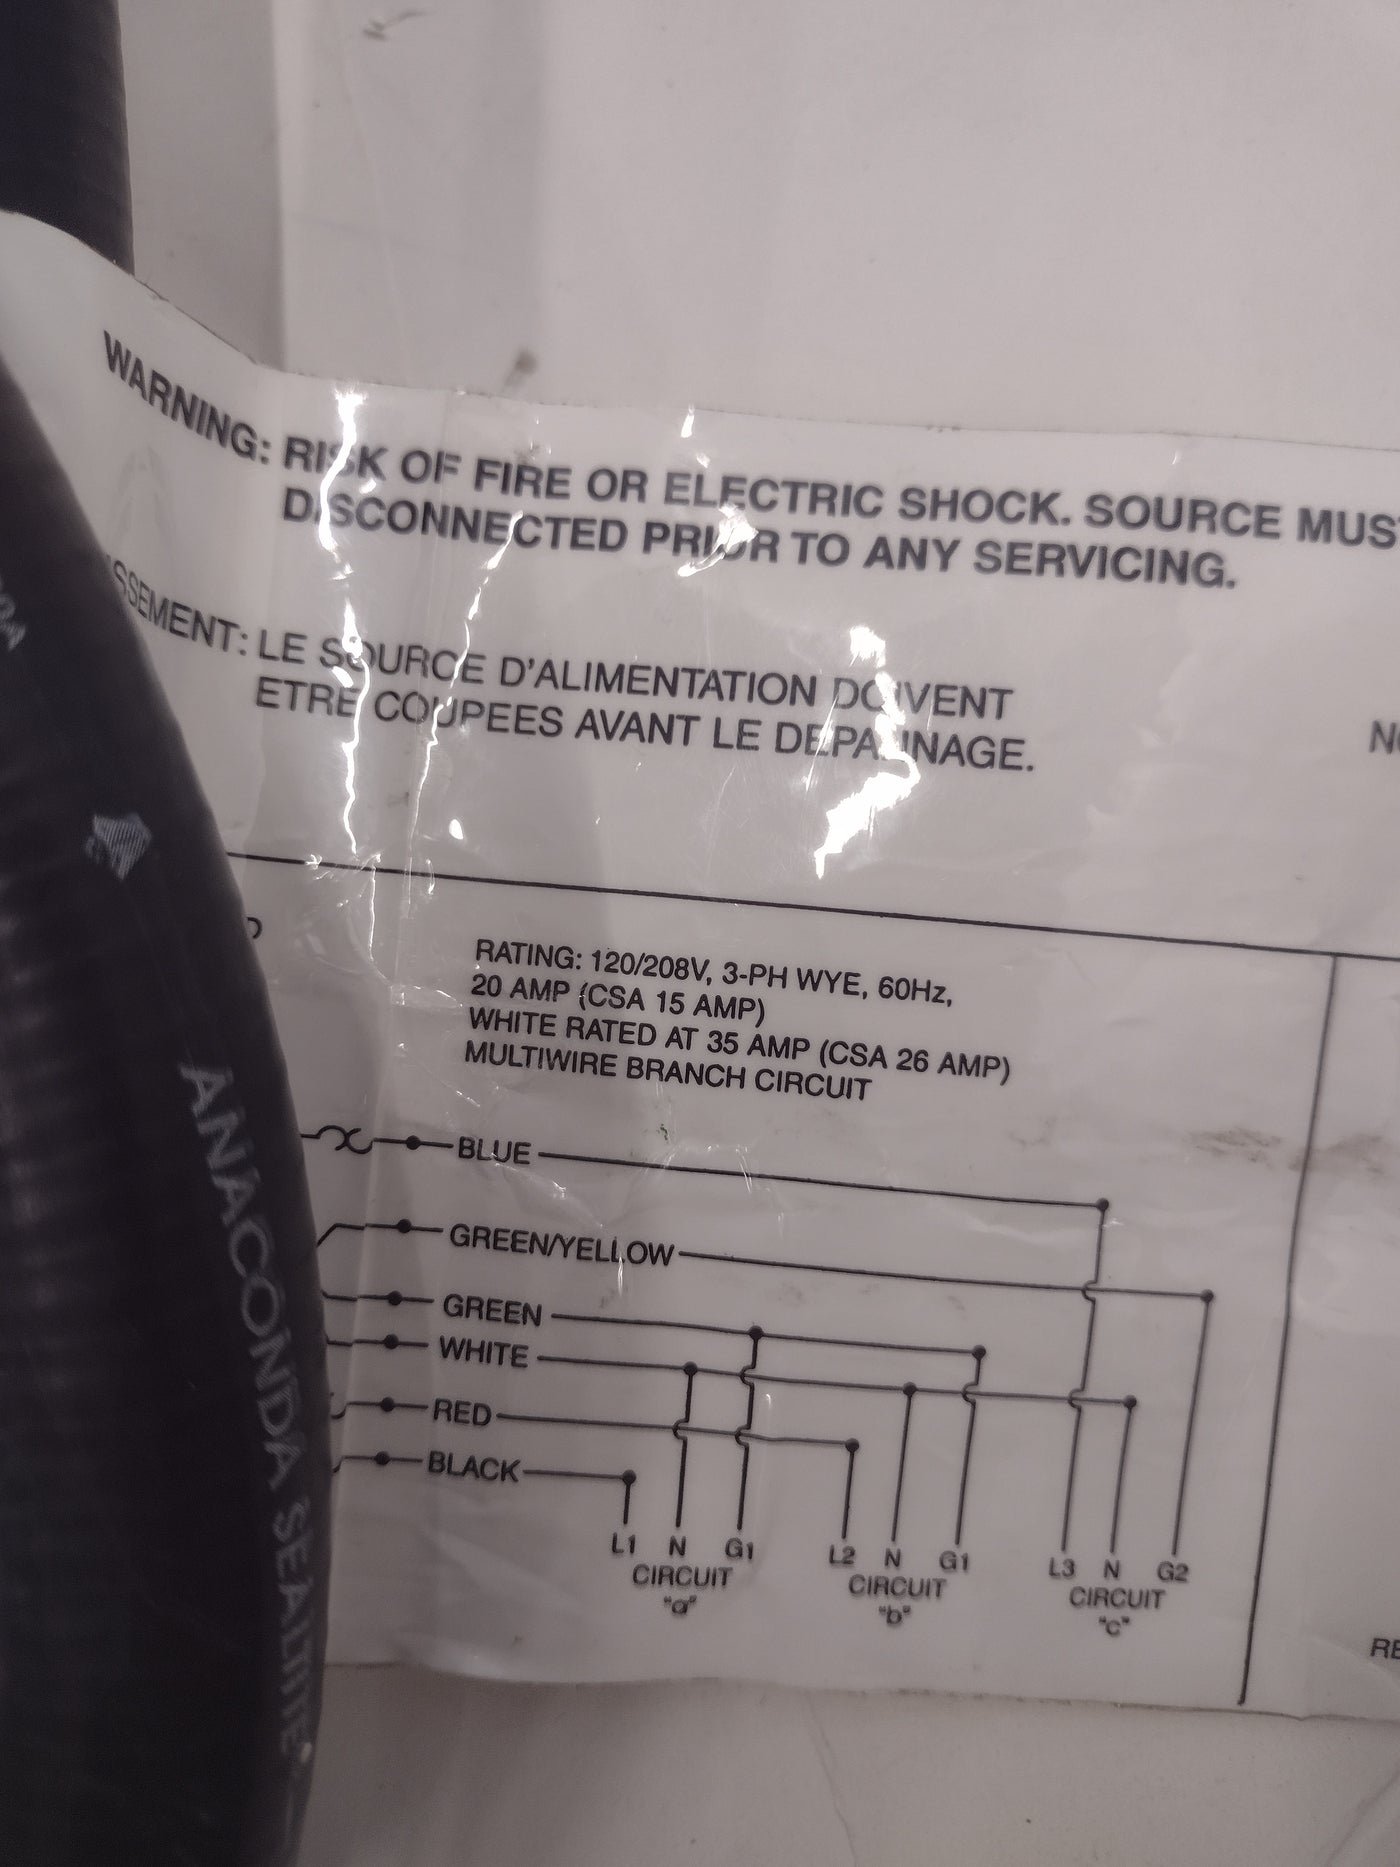 WARNING: RISK OF FIRE OR ELECTRIC SHOCK. SOURCE MUS
DISCONNECTED PRIOR TO ANY SERVICING.
SSEMENT: LE SOURCE D'ALIMENTATION DOIVENT
ETRE COUPEES AVANT LE DEPANNAGE.
RATING: 120/208V, 3-PH WYE, 60Hz,
20 AMP (CSA 15 AMP)
WHITE RATED AT 35 AMP (CSA 26 AMP)
MULTIWIRE BRANCH CIRCUIT
BLUE
GREEN/YELLOW
GREEN
WHITE
RED
BLACK
L1 N G1
CIRCUIT
"a"
L2 N G1
CIRCUIT
"b"
L3 N G2
CIRCUIT
"c"
ANACONDA SEALTITE